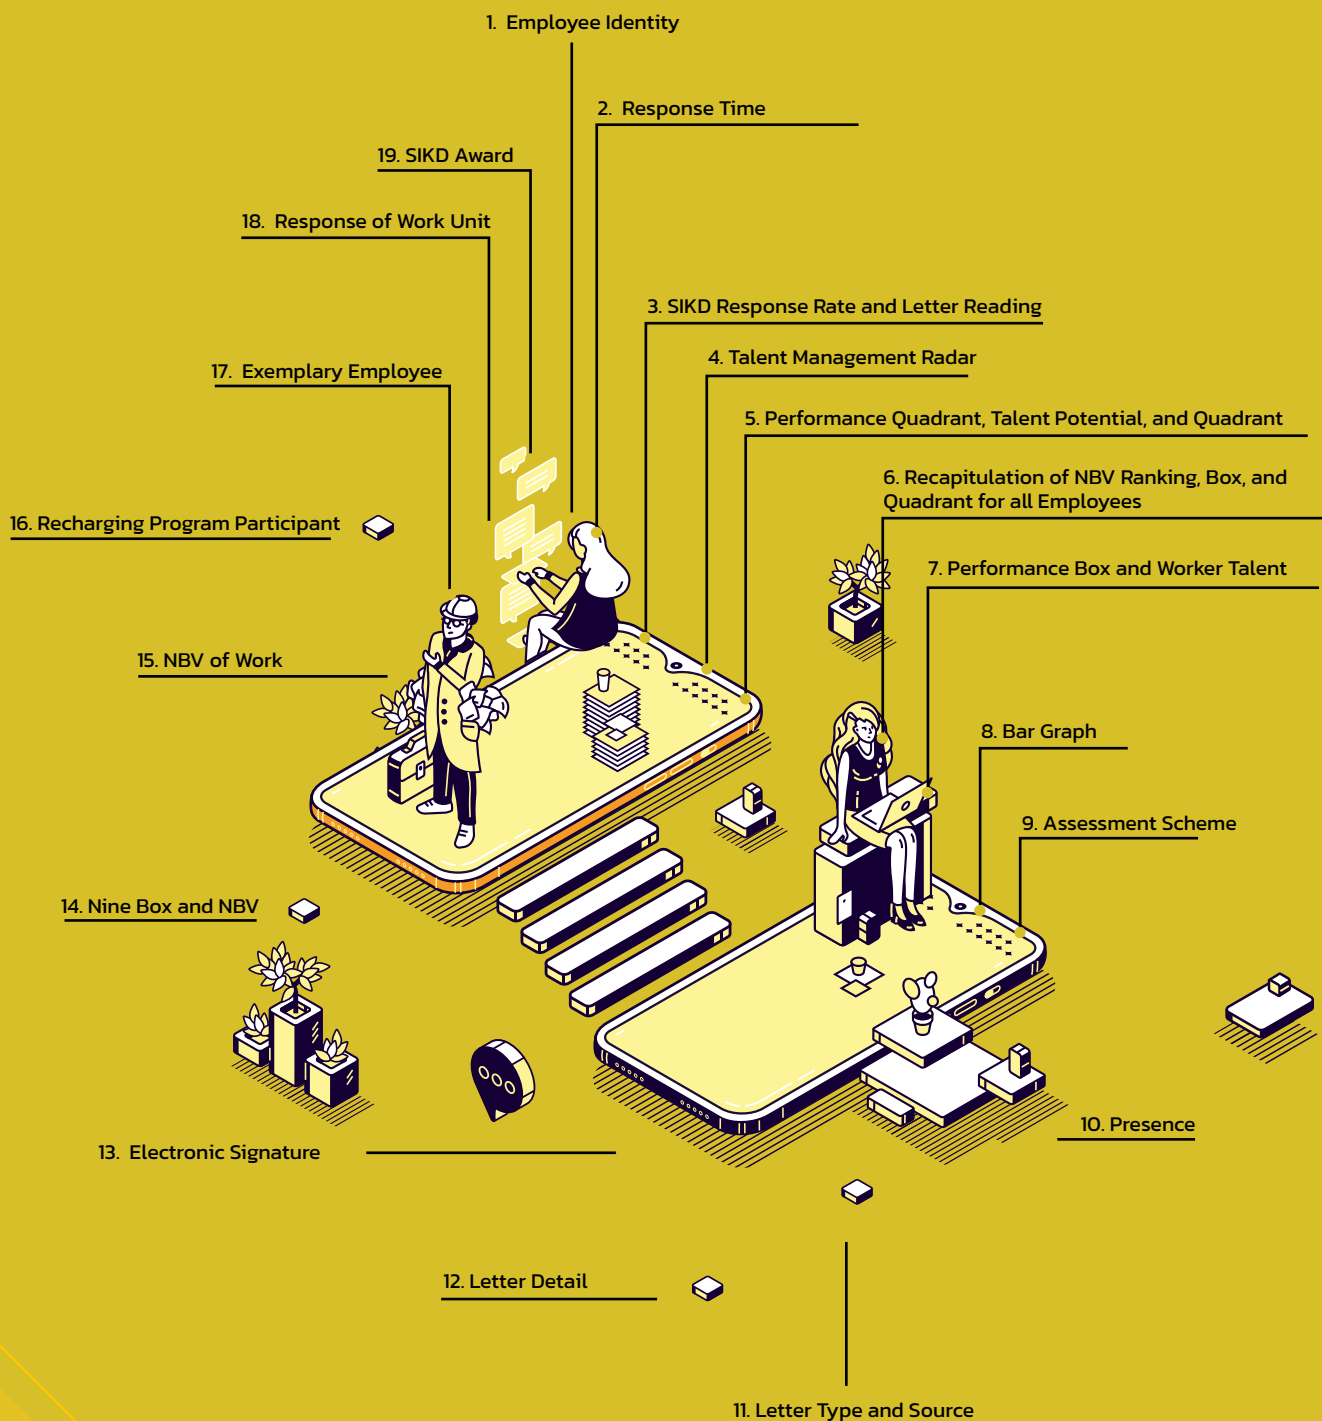 1. Employee Identity
2. Response Time
19. SIKD Award
18. Response of Work Unit
3. SIKD Response Rate and Letter Reading
4. Talent Management Radar
17. Exemplary Employee
5. Performance Quadrant, Talent Potential, and Quadrant
6. Recapitulation of NBV Ranking, Box, and
Quadrant for all Employees
16. Recharging Program Participant
7. Performance Box and Worker Talent
15. NBV of Work
8. Bar Graph
9. Assessment Scheme
14. Nine Box and NBV
10. Presence
13. Electronic Signature
12. Letter Detail
11. Letter Type and Source